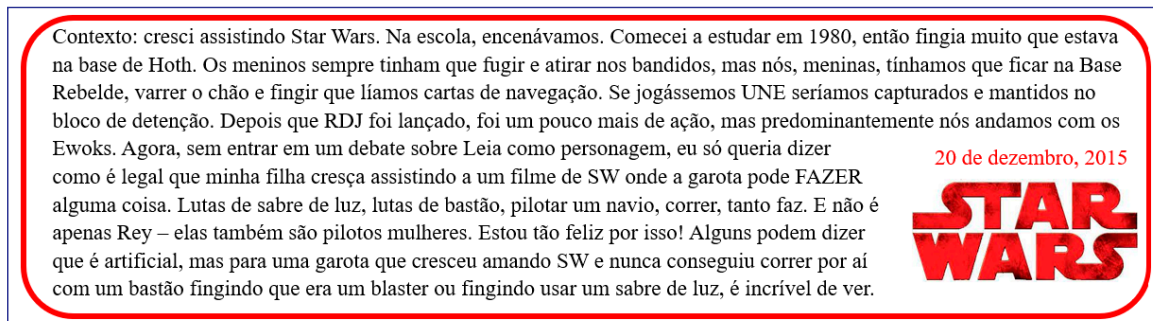 Contexto: cresci assistindo Star Wars. Na escola, encenávamos. Comecei a estudar em 1980, então fingia muito que estava
na base de Hoth. Os meninos sempre tinham que fugir e atirar nos bandidos, mas nós, meninas, tínhamos que ficar na Base
Rebelde, varrer o chão e fingir que líamos cartas de navegação. Se jogássemos UNE seríamos capturados e mantidos no
bloco de detenção. Depois que RDJ foi lançado, foi um pouco mais de ação, mas predominantemente nós andamos com os
Ewoks. Agora, sem entrar em um debate sobre Leia como personagem, eu só queria dizer
como é legal que minha filha cresça assistindo a um filme de SW onde a garota pode FAZER
alguma coisa. Lutas de sabre de luz, lutas de bastão, pilotar um navio, correr, tanto faz. E não é
apenas Rey – elas também são pilotos mulheres. Estou tão feliz por isso! Alguns podem dizer
que é artificial, mas para uma garota que cresceu amando SW e nunca conseguiu correr por aí
com um bastão fingindo que era um blaster ou fingindo usar um sabre de luz, é incrível de ver.
20 de dezembro, 2015
STAR
WARS